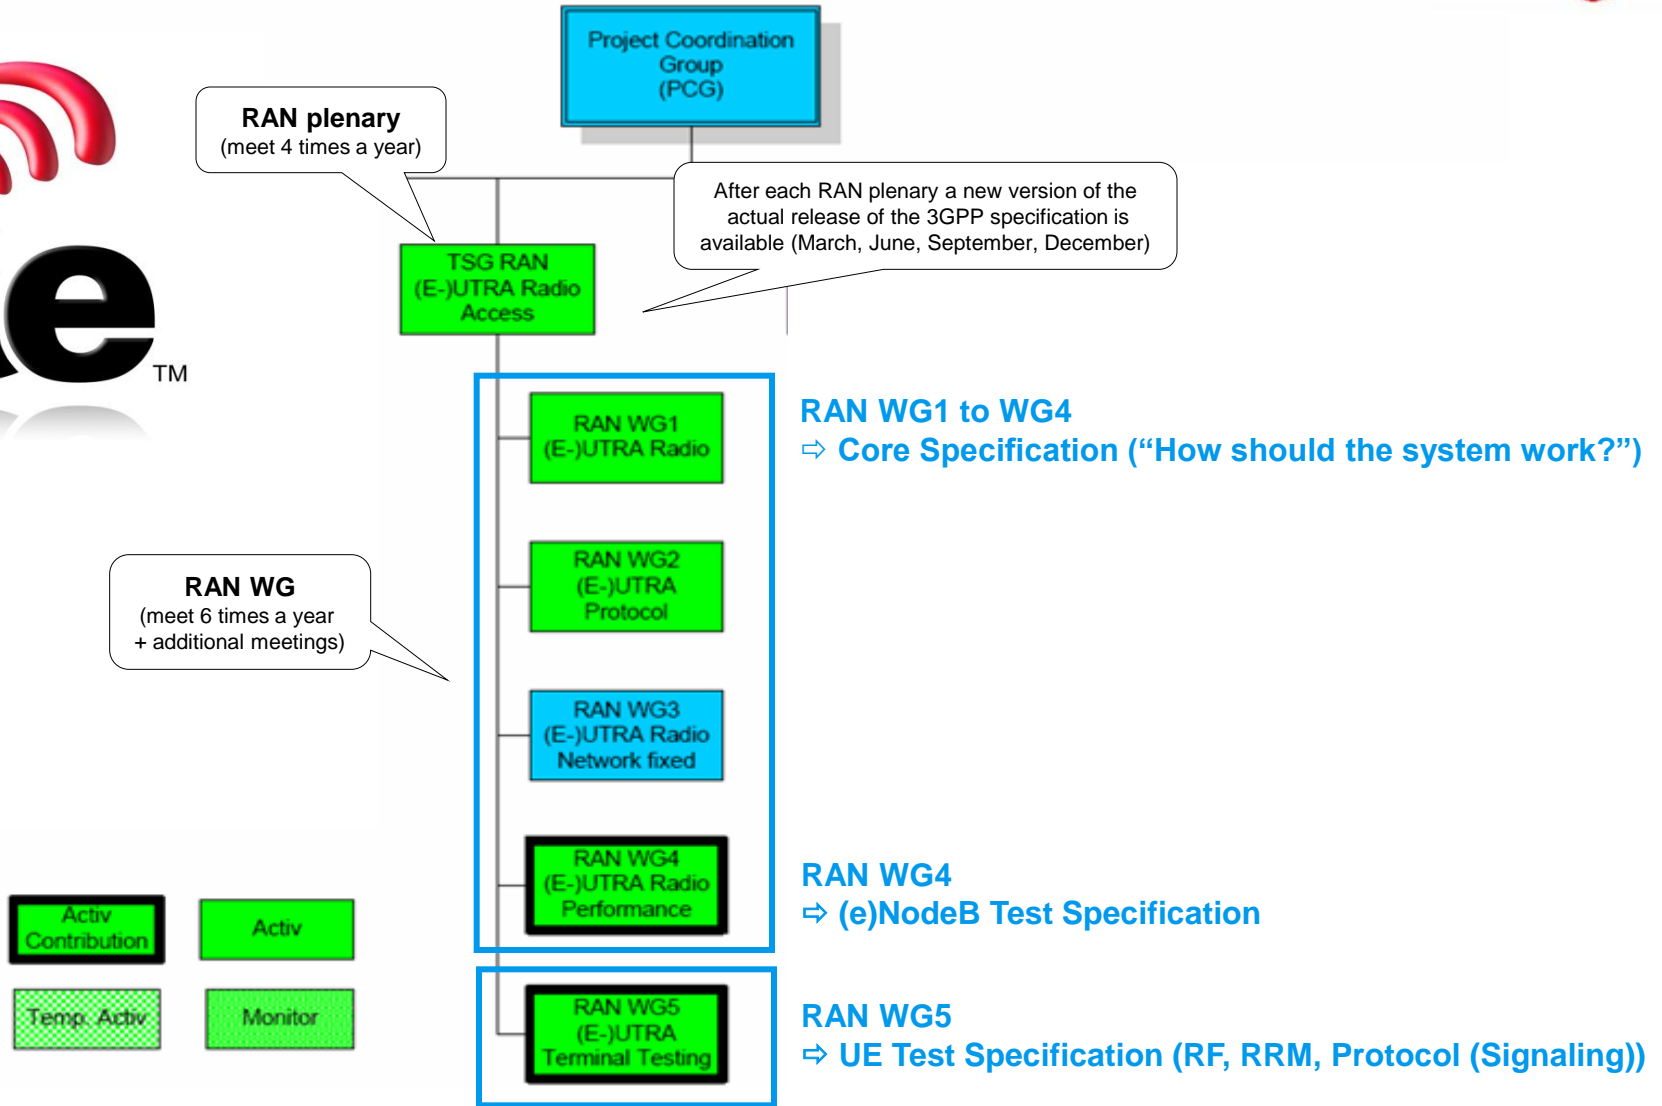 Project Coordination
Group
(PCG)
RAN plenary
(meet 4 times a year)
After each RAN plenary a new version of the
actual release of the 3GPP specification is
available (March, June, September, December)
TSG RAN
(E-)UTRA Radio
Access
TM
RAN WG1
(E-)UTRA Radio
RAN WG1 to WG4
⇨ Core Specification (“How should the system work?”)
RAN WG2
(E-)UTRA
Protocol
RAN WG
(meet 6 times a year
+ additional meetings)
RAN WG3
(E-)UTRA Radio
Network fixed
RAN WG4
(E-)UTRA Radio
Performance
RAN WG4
⇨ (e)NodeB Test Specification
Activ
Contribution
Activ
Temp. Activ
Monitor
RAN WG5
(E-)UTRA
Terminal Testing
RAN WG5
⇨ UE Test Specification (RF, RRM, Protocol (Signaling))